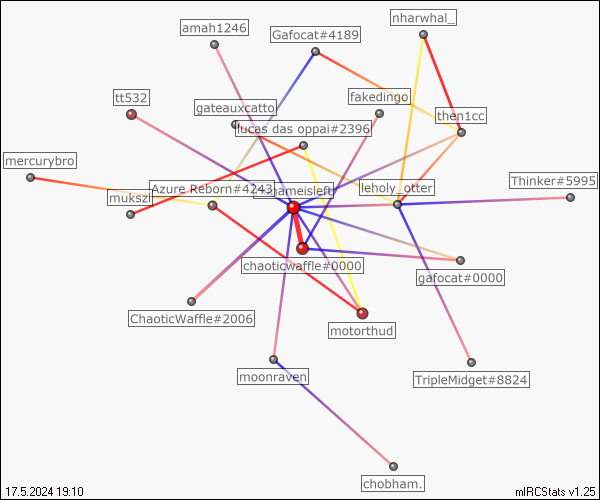 nharwhal_
amah1246
Gafocat#4189
tt532
fakedingo
gateauxcatto
then1cc
lucas das oppai#2396
mercurybro
Thinker#5995
Azure Reborn#4243
gameisleft
leholy_otter
mukszi
chaoticwaffle#0000
gafocat#0000
ChaoticWaffle#2006
motorthud
moonraven
TripleMidget#8824
chobham.
17.5.2024 19:10
mIRCStats v1.25